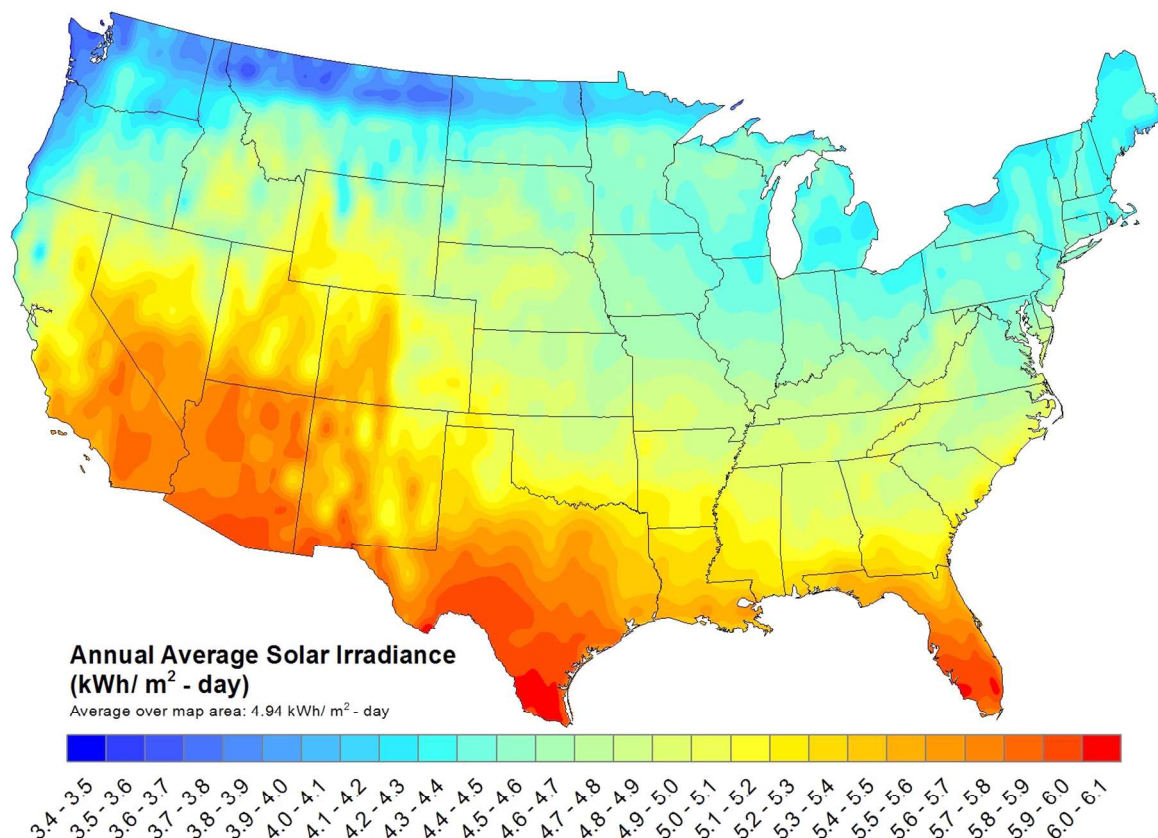 Annual Average Solar Irradiance
(kWh/ m² - day)
Average over map area: 4.94 kWh/ m² - day
3.4 - 3.5
3.5 - 3.6
3.6 - 3.7
3.7 - 3.8
3.8 - 3.9
3.9 - 4.0
4.0 - 4.1
4.1 - 4.2
4.2 - 4.3
4.3 - 4.4
4.4 - 4.5
4.5 - 4.6
4.6 - 4.7
4.7 - 4.8
4.8 - 4.9
4.9 - 5.0
5.0 - 5.1
5.1 - 5.2
5.2 - 5.3
5.3 - 5.4
5.4 - 5.5
5.5 - 5.6
5.6 - 5.7
5.7 - 5.8
5.8 - 5.9
5.9 - 6.0
6.0 - 6.1